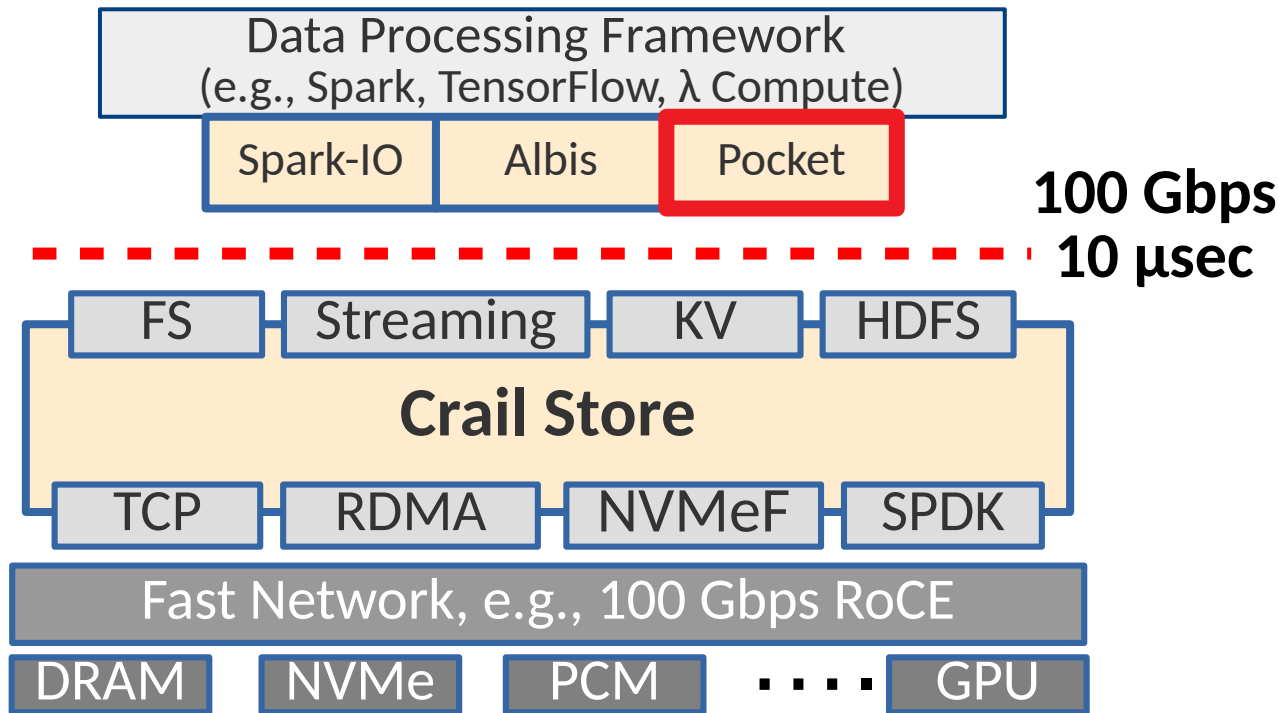 Data Processing Framework
(e.g., Spark, TensorFlow, λ Compute)
Spark-IO Albis Pocket
100 Gbps
10 μsec
FS Streaming KV HDFS
Crail Store
TCP RDMA NVMeF SPDK
Fast Network, e.g., 100 Gbps RoCE
DRAM NVMe PCM .... GPU